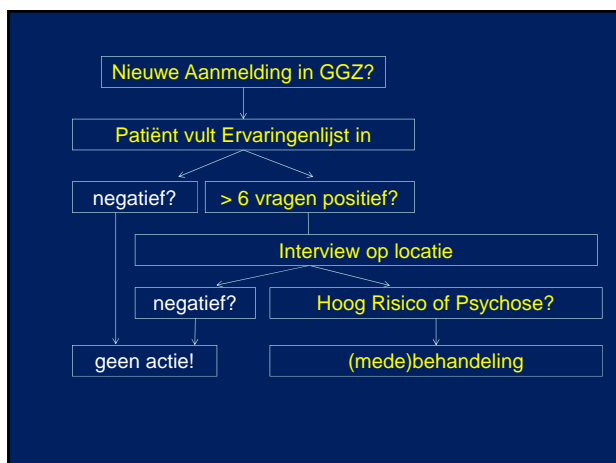 Nieuwe Aanmelding in GGZ?
Patiënt vult Ervaringenlijst in
negatief?
> 6 vragen positief?
Interview op locatie
negatief?
Hoog Risico of Psychose?
geen actie!
(mede)behandeling